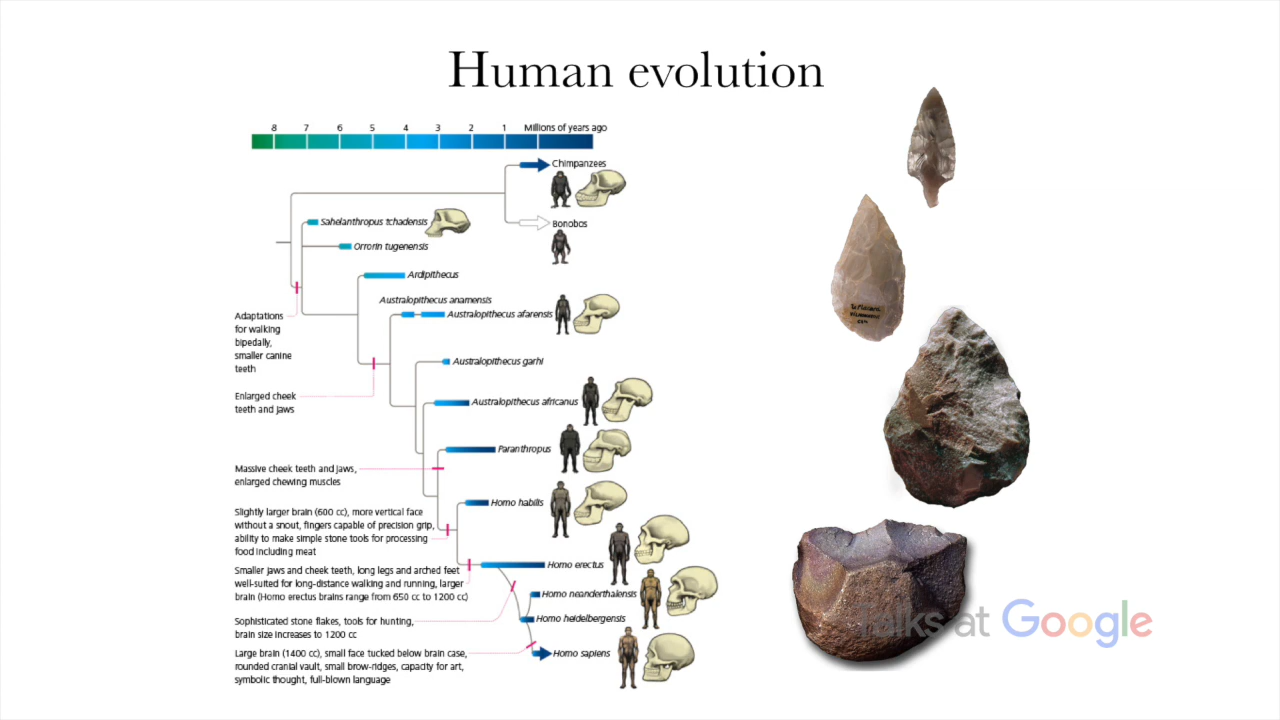 Human evolution
8 7 6 5 4 3 2 1 Millions of years ago
Chimpanzees
Sahelanthropus tchadensis
Bonobos
Orrorin tugenensis
Ardipithecus
Australopithecus anamensis
Australopithecus afarensis
Adaptations
for walking
bipedally,
smaller canine
teeth
Australopithecus garhi
Enlarged cheek
teeth and jaws
Australopithecus africanus
Paranthropus
Massive cheek teeth and jaws,
enlarged chewing muscles
Homo habilis
Slightly larger brain (600 cc), more vertical face
without a snout, fingers capable of precision grip,
ability to make simple stone tools for processing
food including meat
Homo erectus
Smaller jaws and cheek teeth, long legs and arched feet
well-suited for long-distance walking and running, larger
brain (Homo erectus brains range from 650 cc to 1200 cc)
Homo neanderthalensis
Homo heidelbergensis
Sophisticated stone flakes, tools for hunting,
brain size increases to 1200 cc
Homo sapiens
Large brain (1400 cc), small face tucked below brain case,
rounded cranial vault, small brow-ridges, capacity for art,
symbolic thought, full-blown language
Talks at Google